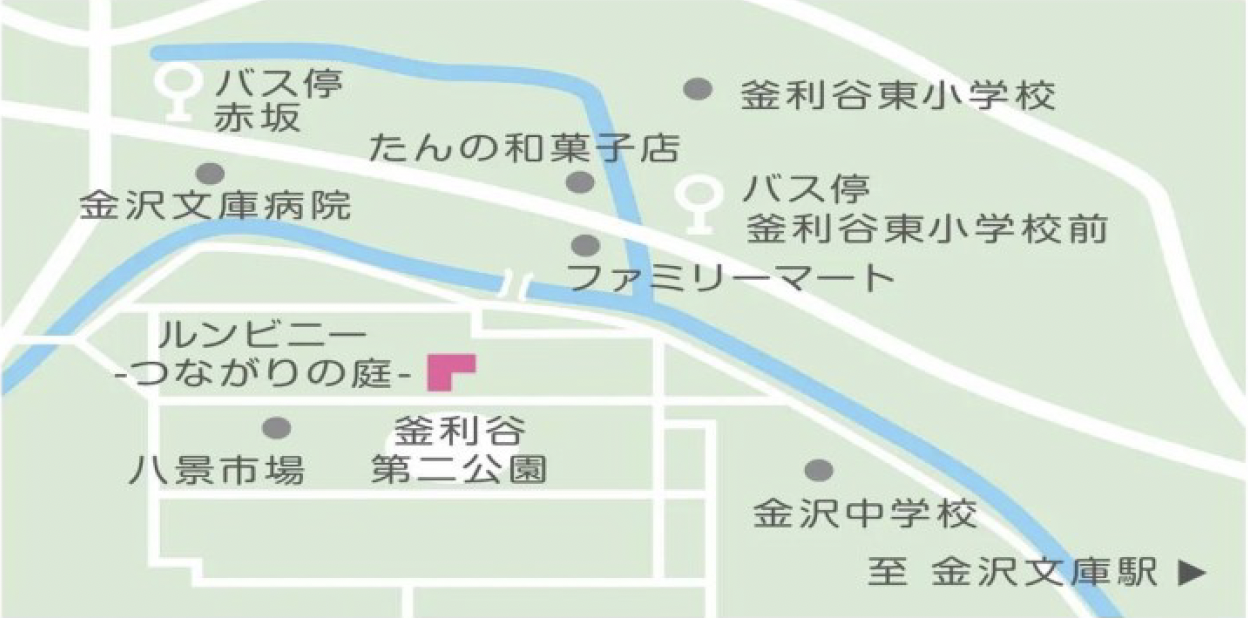 バス停
赤坂
釜利谷東小学校
たんの和菓子店
金沢文庫病院
バス停
釜利谷東小学校前
ファミリーマート
ルンビニー
-つながりの庭-
釜利谷
第二公園
八景市場
金沢中学校
至 金沢文庫駅 ▶